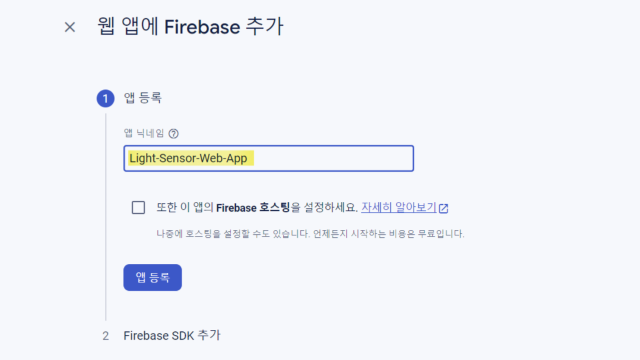 웹 앱에 Firebase 추가
1 앱 등록
앱 닉네임
Light-Sensor-Web-App
또한 이 앱의 Firebase 호스팅을 설정하세요. 자세히 알아보기
나중에 호스팅을 설정할 수도 있습니다. 언제든지 시작하는 비용은 무료입니다.
앱 등록
2 Firebase SDK 추가